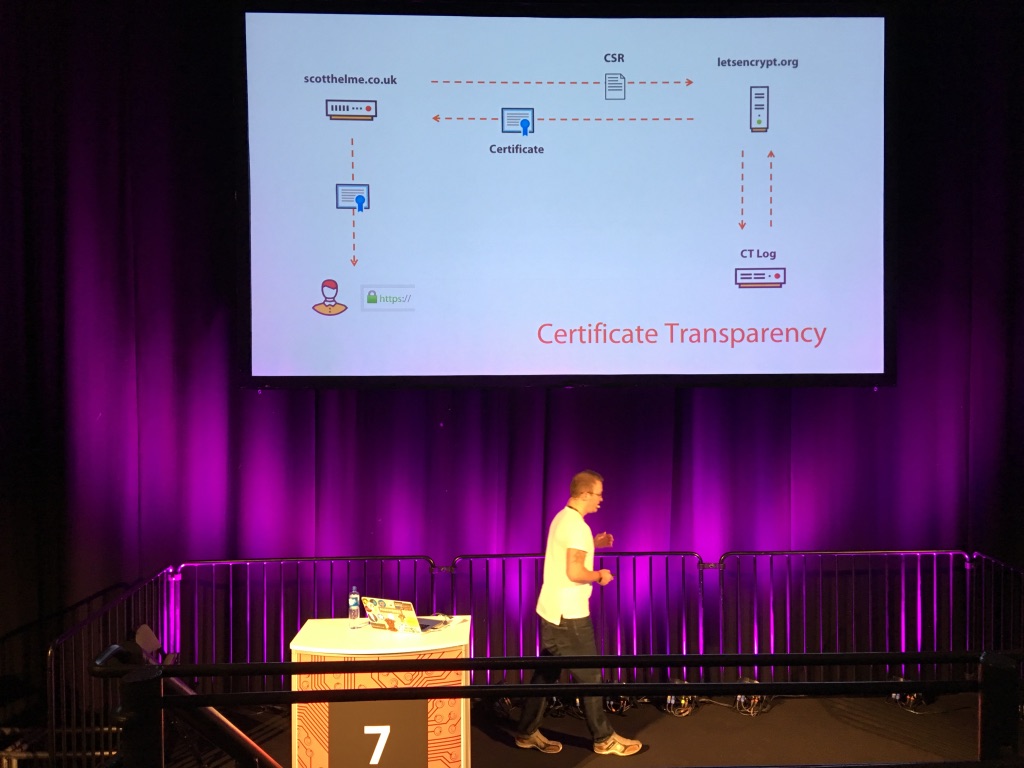 CSR
letsencrypt.org
scotthelme.co.uk
Certificate
CT Log
https://
Certificate Transparency
7